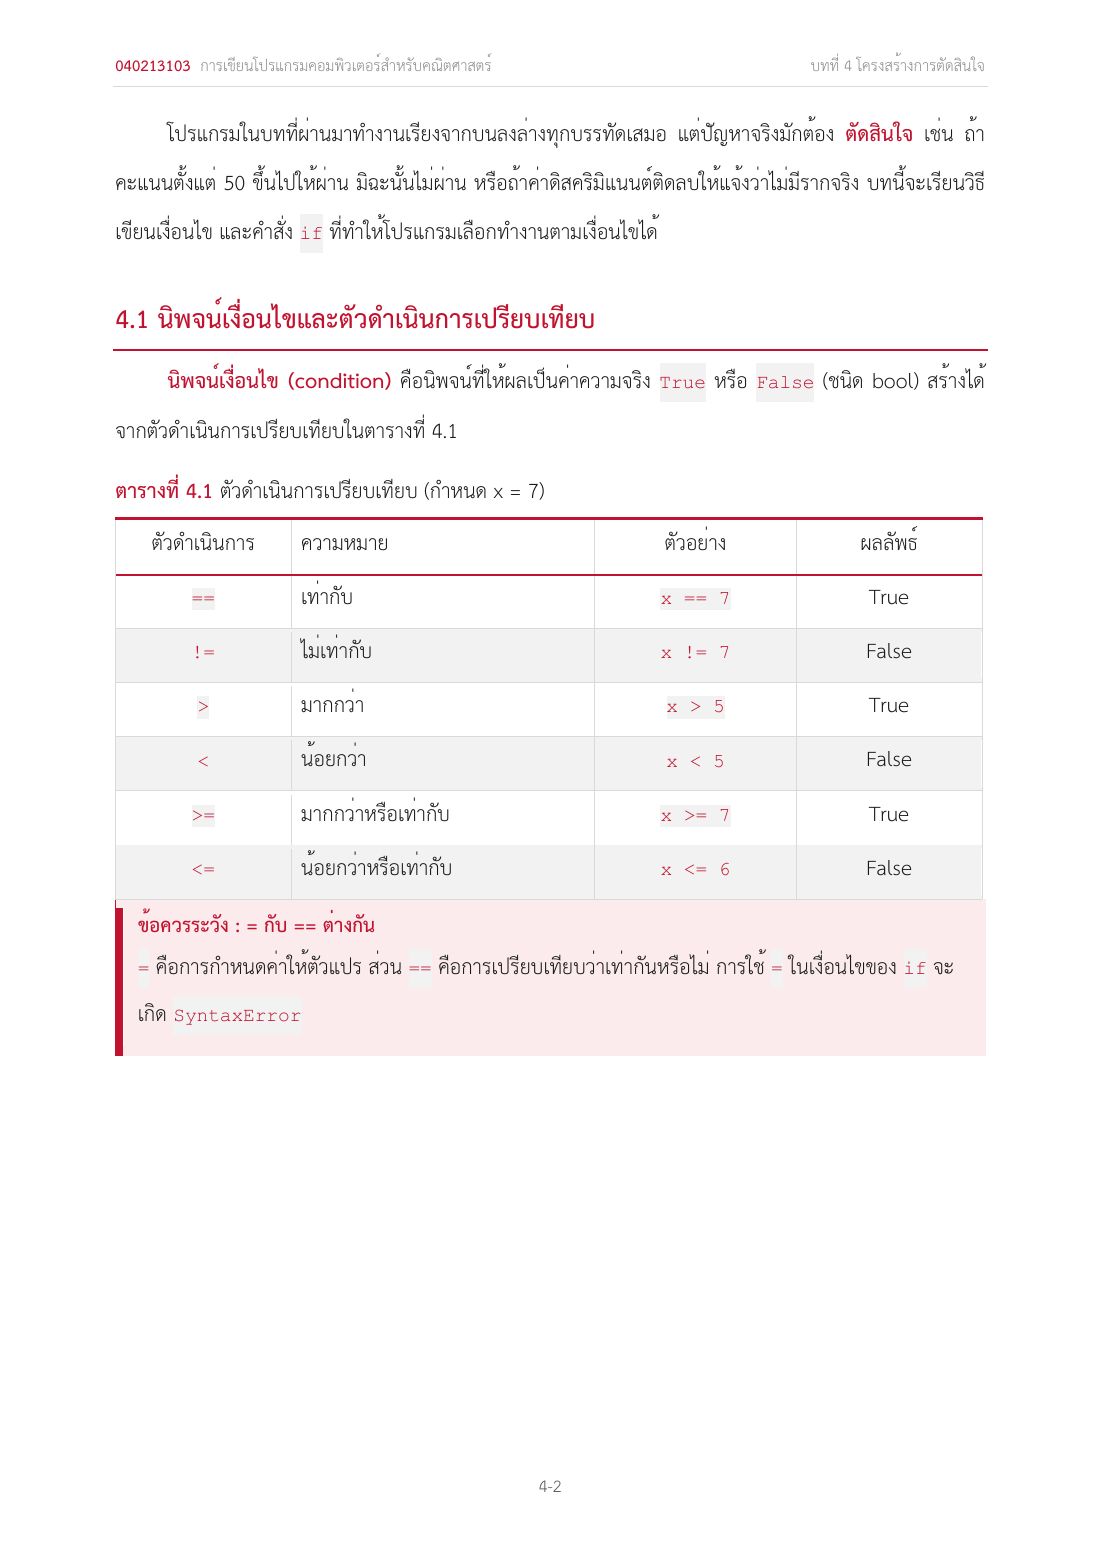 040213103 การเขียนโปรแกรมคอมพิวเตอร์สำหรับคณิตศาสตร์ บทที่ 4 โครงสร้างการตัดสินใจ
โปรแกรมในบทที่ผ่านมาทำงานเรียงจากบนลงล่างทุกบรรทัดเสมอ แต่ปัญหาจริงมักต้อง ตัดสินใจ เช่น ถ้า
คะแนนตั้งแต่ 50 ขึ้นไปให้ผ่าน มิฉะนั้นไม่ผ่าน หรือถ้าค่าดิสคริมิแนนต์ติดลบให้แจ้งว่าไม่มีรากจริง บทนี้จะเรียนวิธี
เขียนเงื่อนไข และคำสั่ง if ที่ทำให้โปรแกรมเลือกทำงานตามเงื่อนไขได้
4.1 นิพจน์เงื่อนไขและตัวดำเนินการเปรียบเทียบ
นิพจน์เงื่อนไข (condition) คือนิพจน์ที่ให้ผลเป็นค่าความจริง True หรือ False (ชนิด bool) สร้างได้
จากตัวดำเนินการเปรียบเทียบในตารางที่ 4.1
ตารางที่ 4.1 ตัวดำเนินการเปรียบเทียบ (กำหนด x = 7)
ตัวดำเนินการ ความหมาย ตัวอย่าง ผลลัพธ์
== เท่ากับ x == 7 True
!= ไม่เท่ากับ x != 7 False
> มากกว่า x > 5 True
< น้อยกว่า x < 5 False
>= มากกว่าหรือเท่ากับ x >= 7 True
<= น้อยกว่าหรือเท่ากับ x <= 6 False
ข้อควรระวัง : = กับ == ต่างกัน
= คือการกำหนดค่าให้ตัวแปร ส่วน == คือการเปรียบเทียบว่าเท่ากันหรือไม่ การใช้ = ในเงื่อนไขของ if จะ
เกิด SyntaxError
4-2